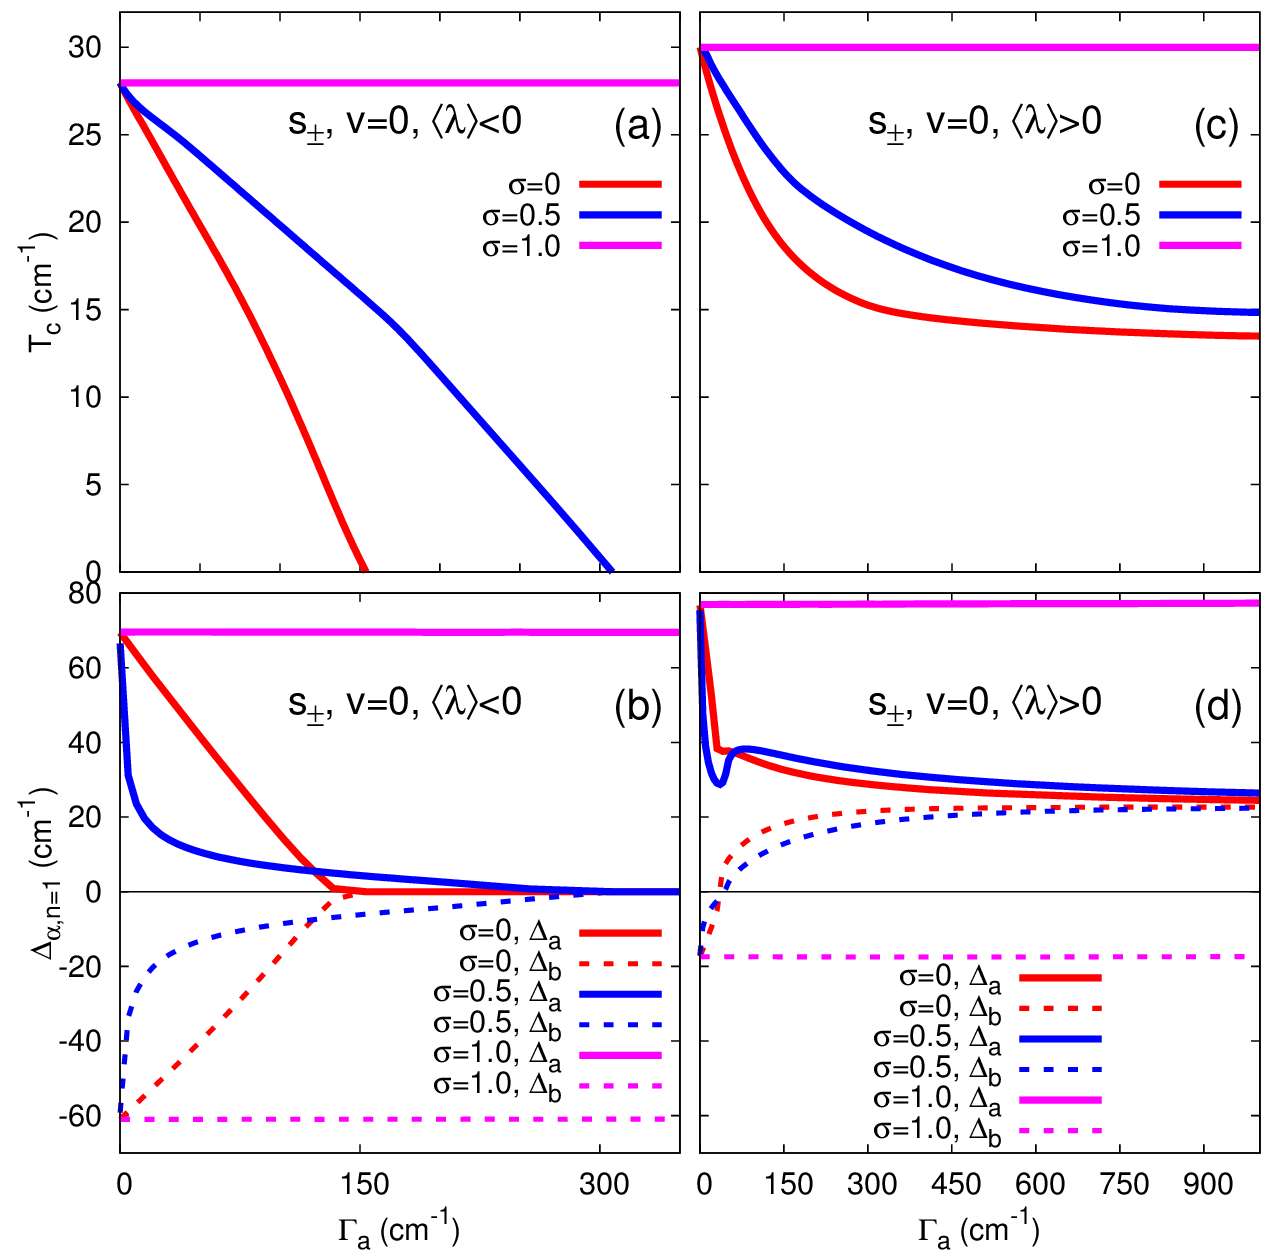 30
25
20
15
10
5
0
T_c (cm^-1)
s_±, v=0, ⟨λ⟩<0
(a)
σ=0
σ=0.5
σ=1.0
s_±, v=0, ⟨λ⟩>0
(c)
σ=0
σ=0.5
σ=1.0
80
60
40
20
0
-20
-40
-60
Δ_α,n=1 (cm^-1)
s_±, v=0, ⟨λ⟩<0
(b)
σ=0, Δ_a
σ=0, Δ_b
σ=0.5, Δ_a
σ=0.5, Δ_b
σ=1.0, Δ_a
σ=1.0, Δ_b
0 150 300
Γ_a (cm^-1)
s_±, v=0, ⟨λ⟩>0
(d)
σ=0, Δ_a
σ=0, Δ_b
σ=0.5, Δ_a
σ=0.5, Δ_b
σ=1.0, Δ_a
σ=1.0, Δ_b
0 150 300 450 600 750 900
Γ_a (cm^-1)